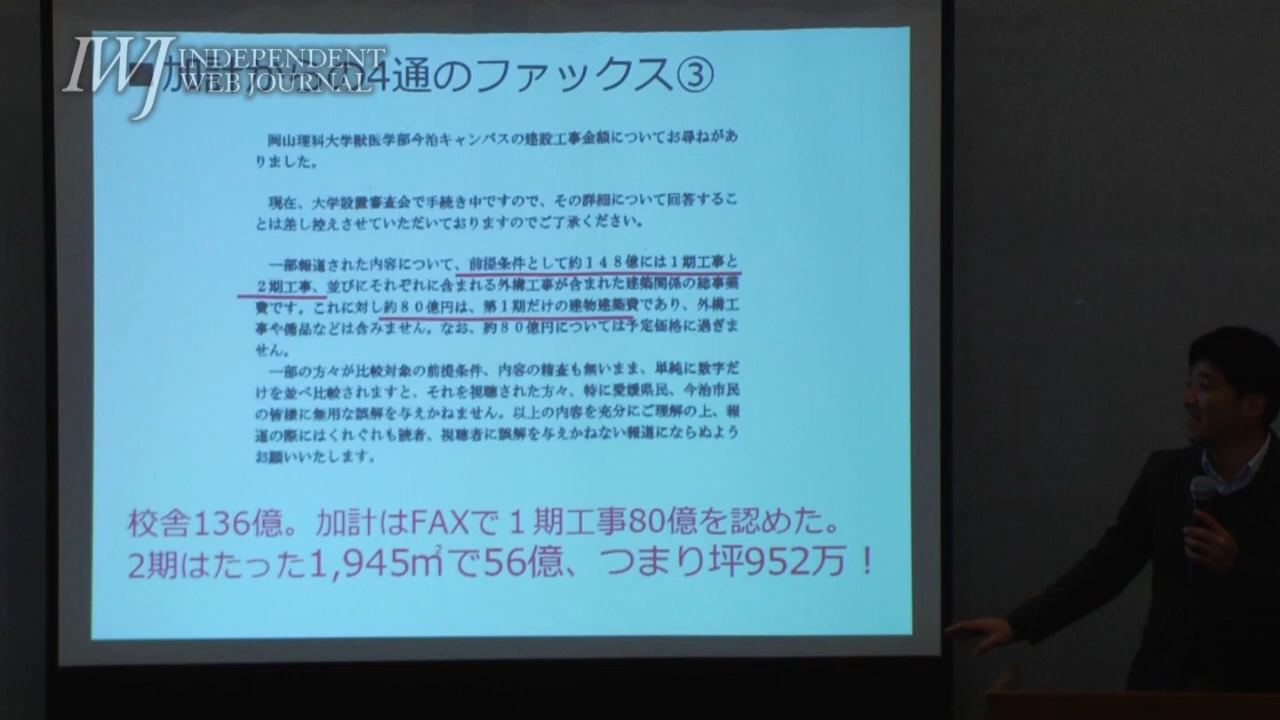 IWJ INDEPENDENT
WEB JOURNAL
4通のファックス③
岡山理科大学獣医学部今治キャンパスの建設工事金額についてお尋ねがあ
りました。
現在、大学設置審査会で手続き中ですので、その詳細について回答するこ
とは差し控えさせていただいておりますのでご了承ください。
一部報道された内容について、前提条件として約148億には1期工事と
2期工事、並びにそれぞれに含まれる外構工事が含まれた建築関係の総事業
費です。これに対し約80億円は、第1期だけの建物建築費であり、外構工
事や備品などは含みません。なお、約80億円については予定価格に過ぎま
せん。
一部の方々が比較対象の前提条件、内容の精査も無いまま、単純に数字だ
けを並べ比較されますと、それを視聴された方々、特に愛媛県民、今治市民
の皆様に無用な誤解を与えかねません。以上の内容を充分にご理解の上、報
道の際にはくれぐれも読者、視聴者に誤解を与えかねない報道にならぬよう
お願いいたします。
校舎136億。加計はFAXで1期工事80億を認めた。
2期はたった1,945㎡で56億、つまり坪952万！